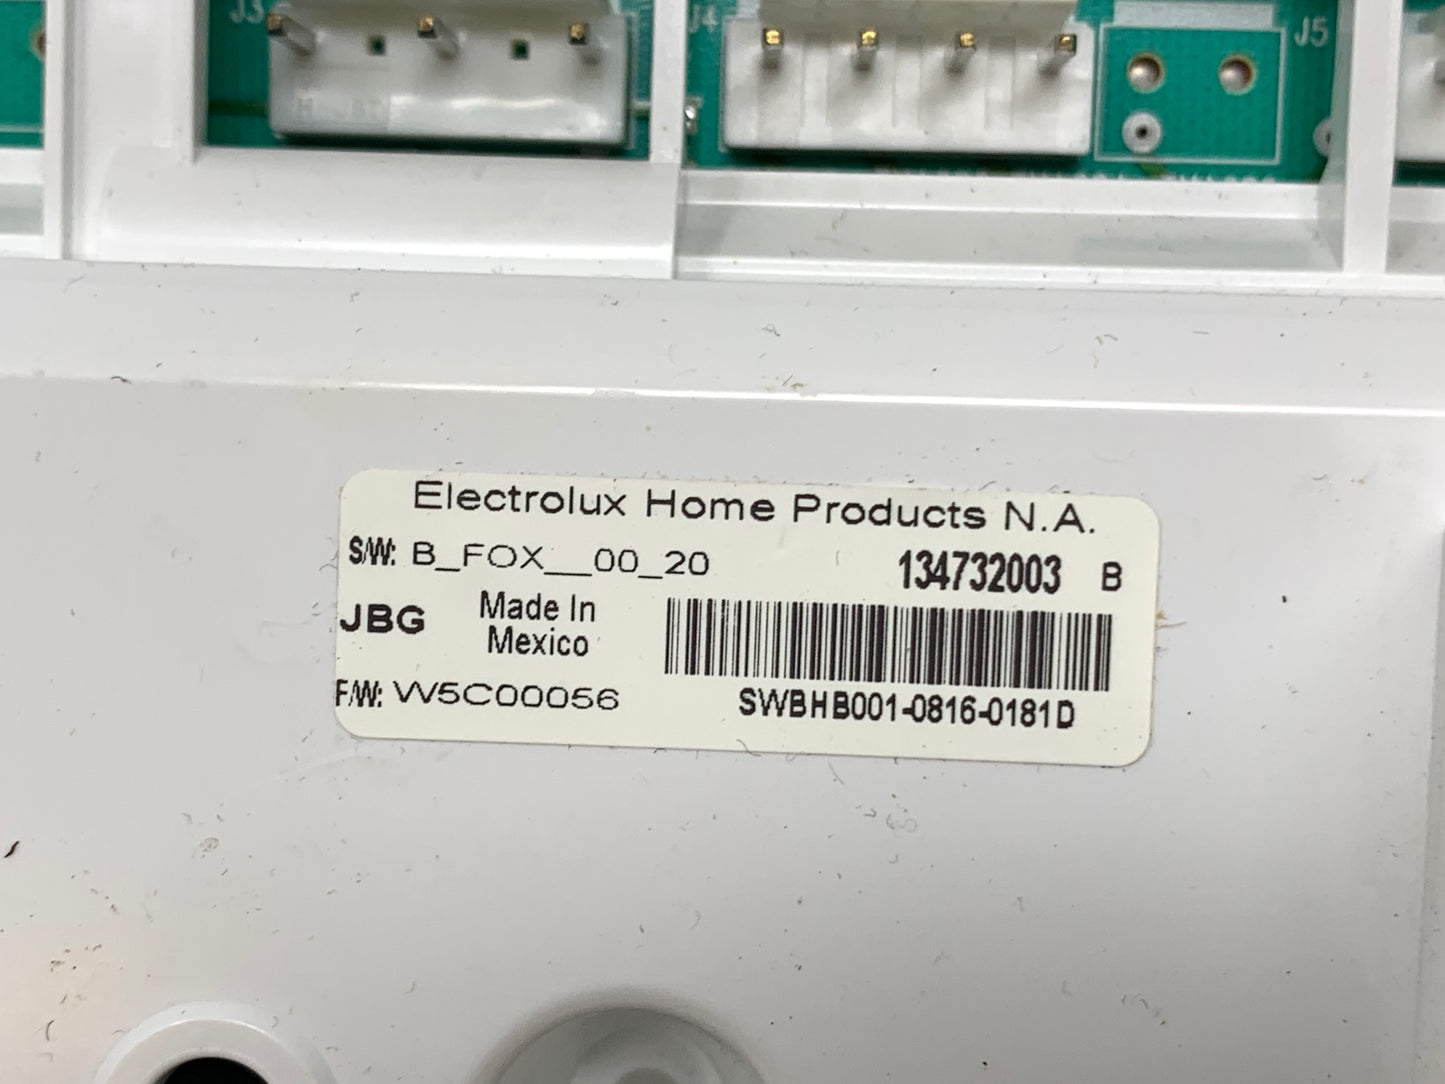 J3
J4
J5
Electrolux Home Products N.A.
S/W: B_FOX__00_20
134732003 B
JBG
Made In
Mexico
F/W: W5C00056
SWBHB001-0816-0181D